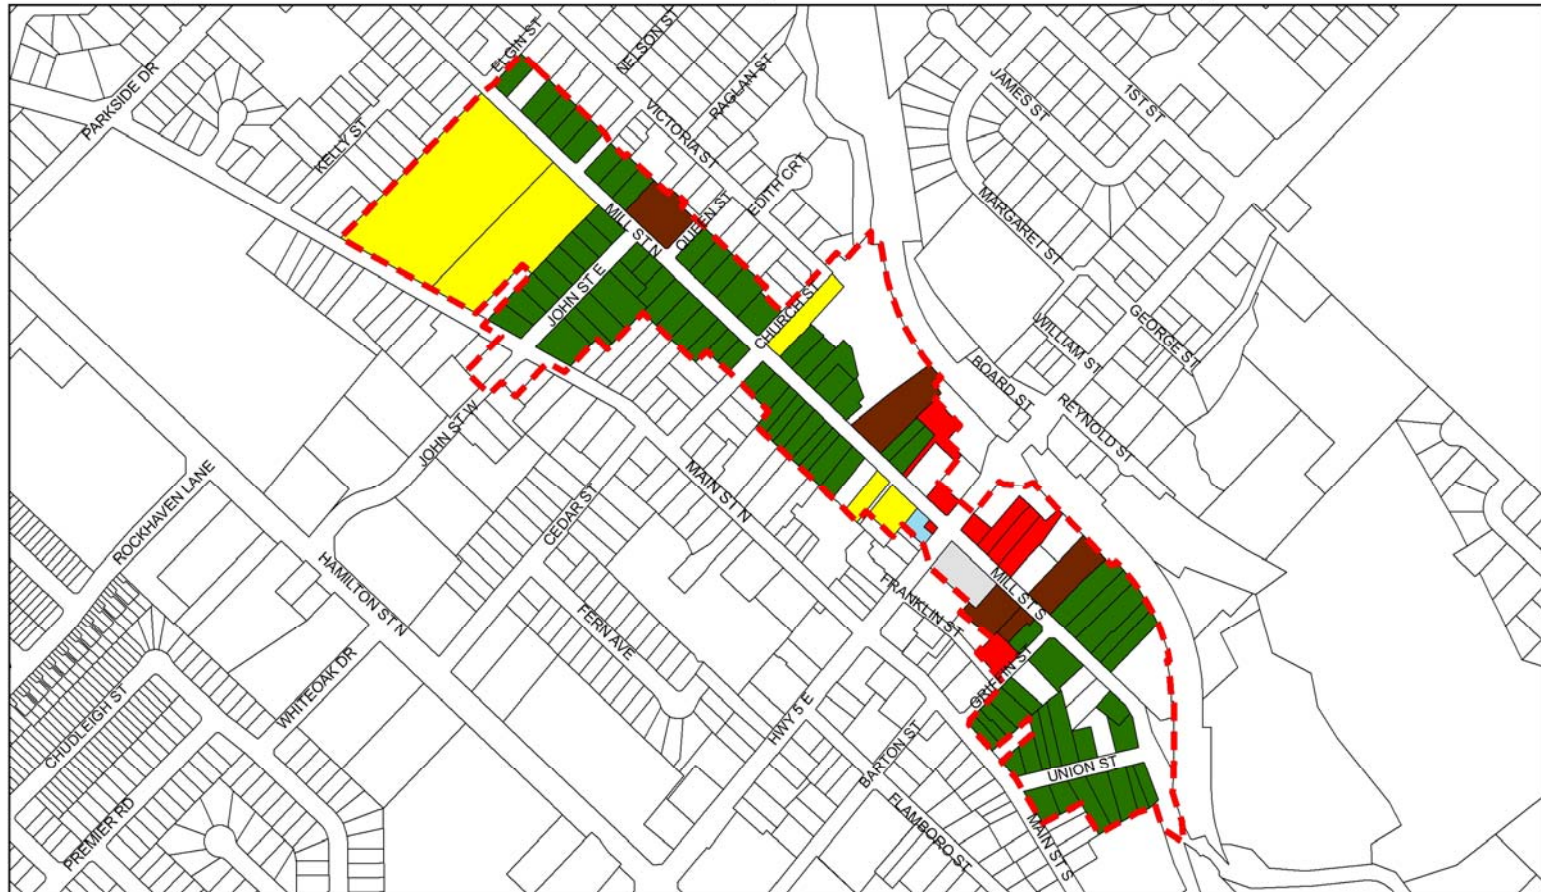 ELGIN ST
NELSON ST
PARKSIDE DR
RAGLAN ST
JAMES ST
1ST ST
KELLY ST
VICTORIA ST
EDITH CRT
MARGARET ST
QUEEN ST
MILL ST N
JOHN ST E
CHURCH ST
GEORGE ST
WILLIAM ST
BOARD ST
REYNOLD ST
JOHN ST W
MAIN ST N
ROCKHAVEN LANE
CEDAR ST
HAMILTON ST N
MILL ST S
FRANKLIN ST
FERN AVE
GRIFFIN ST
WHITEOAK DR
CHUDLEIGH ST
HWY 5 E
BARTON ST
UNION ST
PREMIER RD
FLAMBORO ST
MAIN ST S